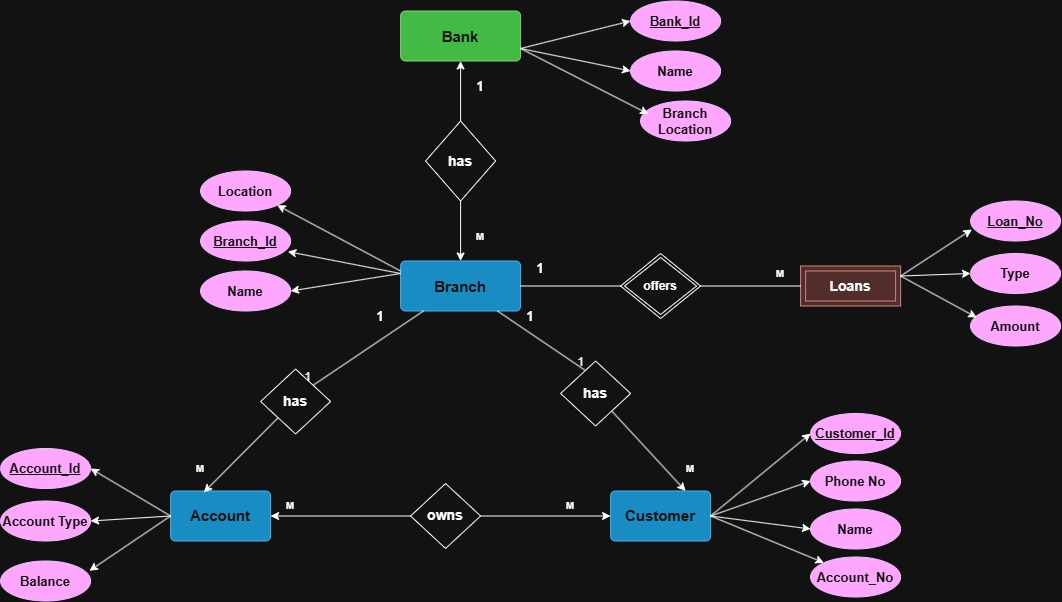 Bank
Bank_Id
Name
Branch
Location
1
has
M
Location
Branch_Id
Name
Branch
1
offers
M
Loans
Loan_No
Type
Amount
1
1
1
1
has
has
M
M
Account_Id
Account Type
Balance
Account
M
owns
M
Customer
Customer_Id
Phone No
Name
Account_No